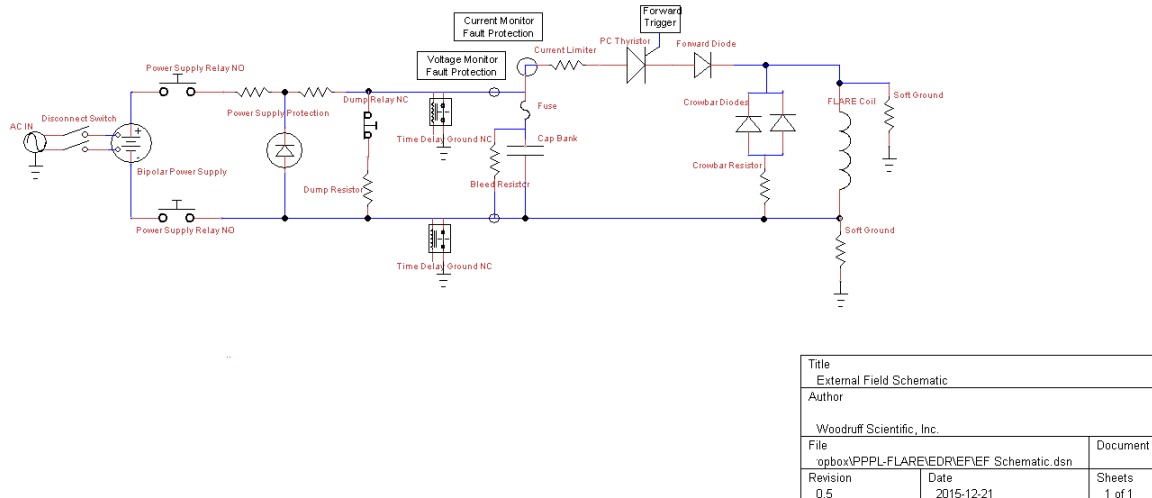 Current Monitor
Fault Protection
Forward
Trigger
Voltage Monitor
Fault Protection
Current Limiter
PC Thyristor
Forward Diode
Power Supply Relay NO
Disconnect Switch
AC IN
Power Supply Protection
Dump Relay NC
Fuse
Crowbar Diodes
FLARE Coil
Soft Ground
Time Delay Ground NC
Cap Bank
+
-
Bipolar Power Supply
Dump Resistor
Bleed Resistor
Crowbar Resistor
Power Supply Relay NO
Time Delay Ground NC
Soft Ground
Title
External Field Schematic
Author
Woodruff Scientific, Inc.
File
opbox\PPPL-FLARE\EDR\EF\EF Schematic.dsn
Document
Revision
0.5
Date
2015-12-21
Sheets
1 of 1